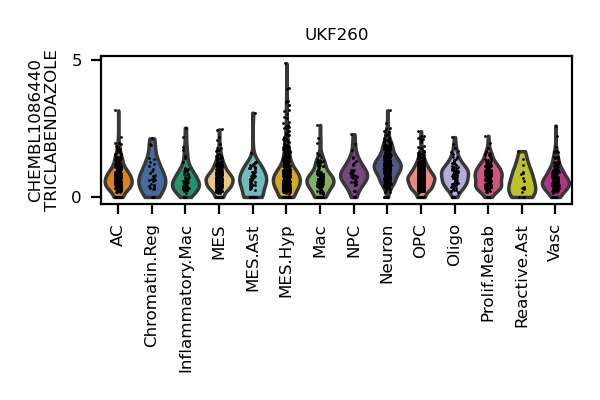 UKF260
CHEMBL1086440
TRICLABENDAZOLE
5
0
AC
Chromatin.Reg
Inflammatory.Mac
MES
MES.Ast
MES.Hyp
Mac
NPC
Neuron
OPC
Oligo
Prolif.Metab
Reactive.Ast
Vasc